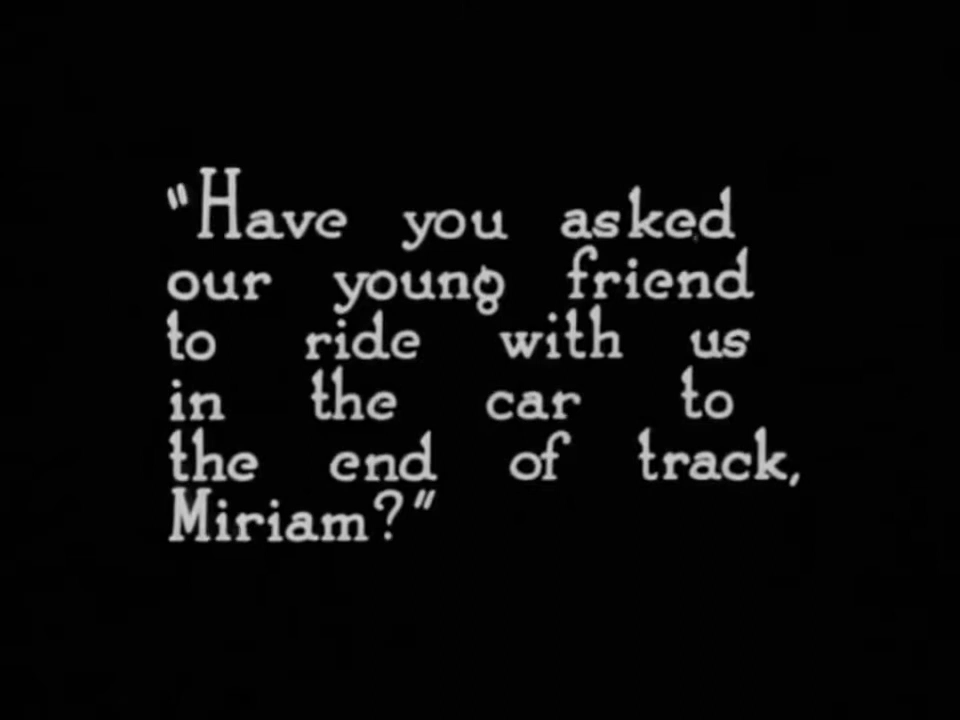 "Have you asked
our young friend
to ride with us
in the car to
the end of track,
Miriam?"